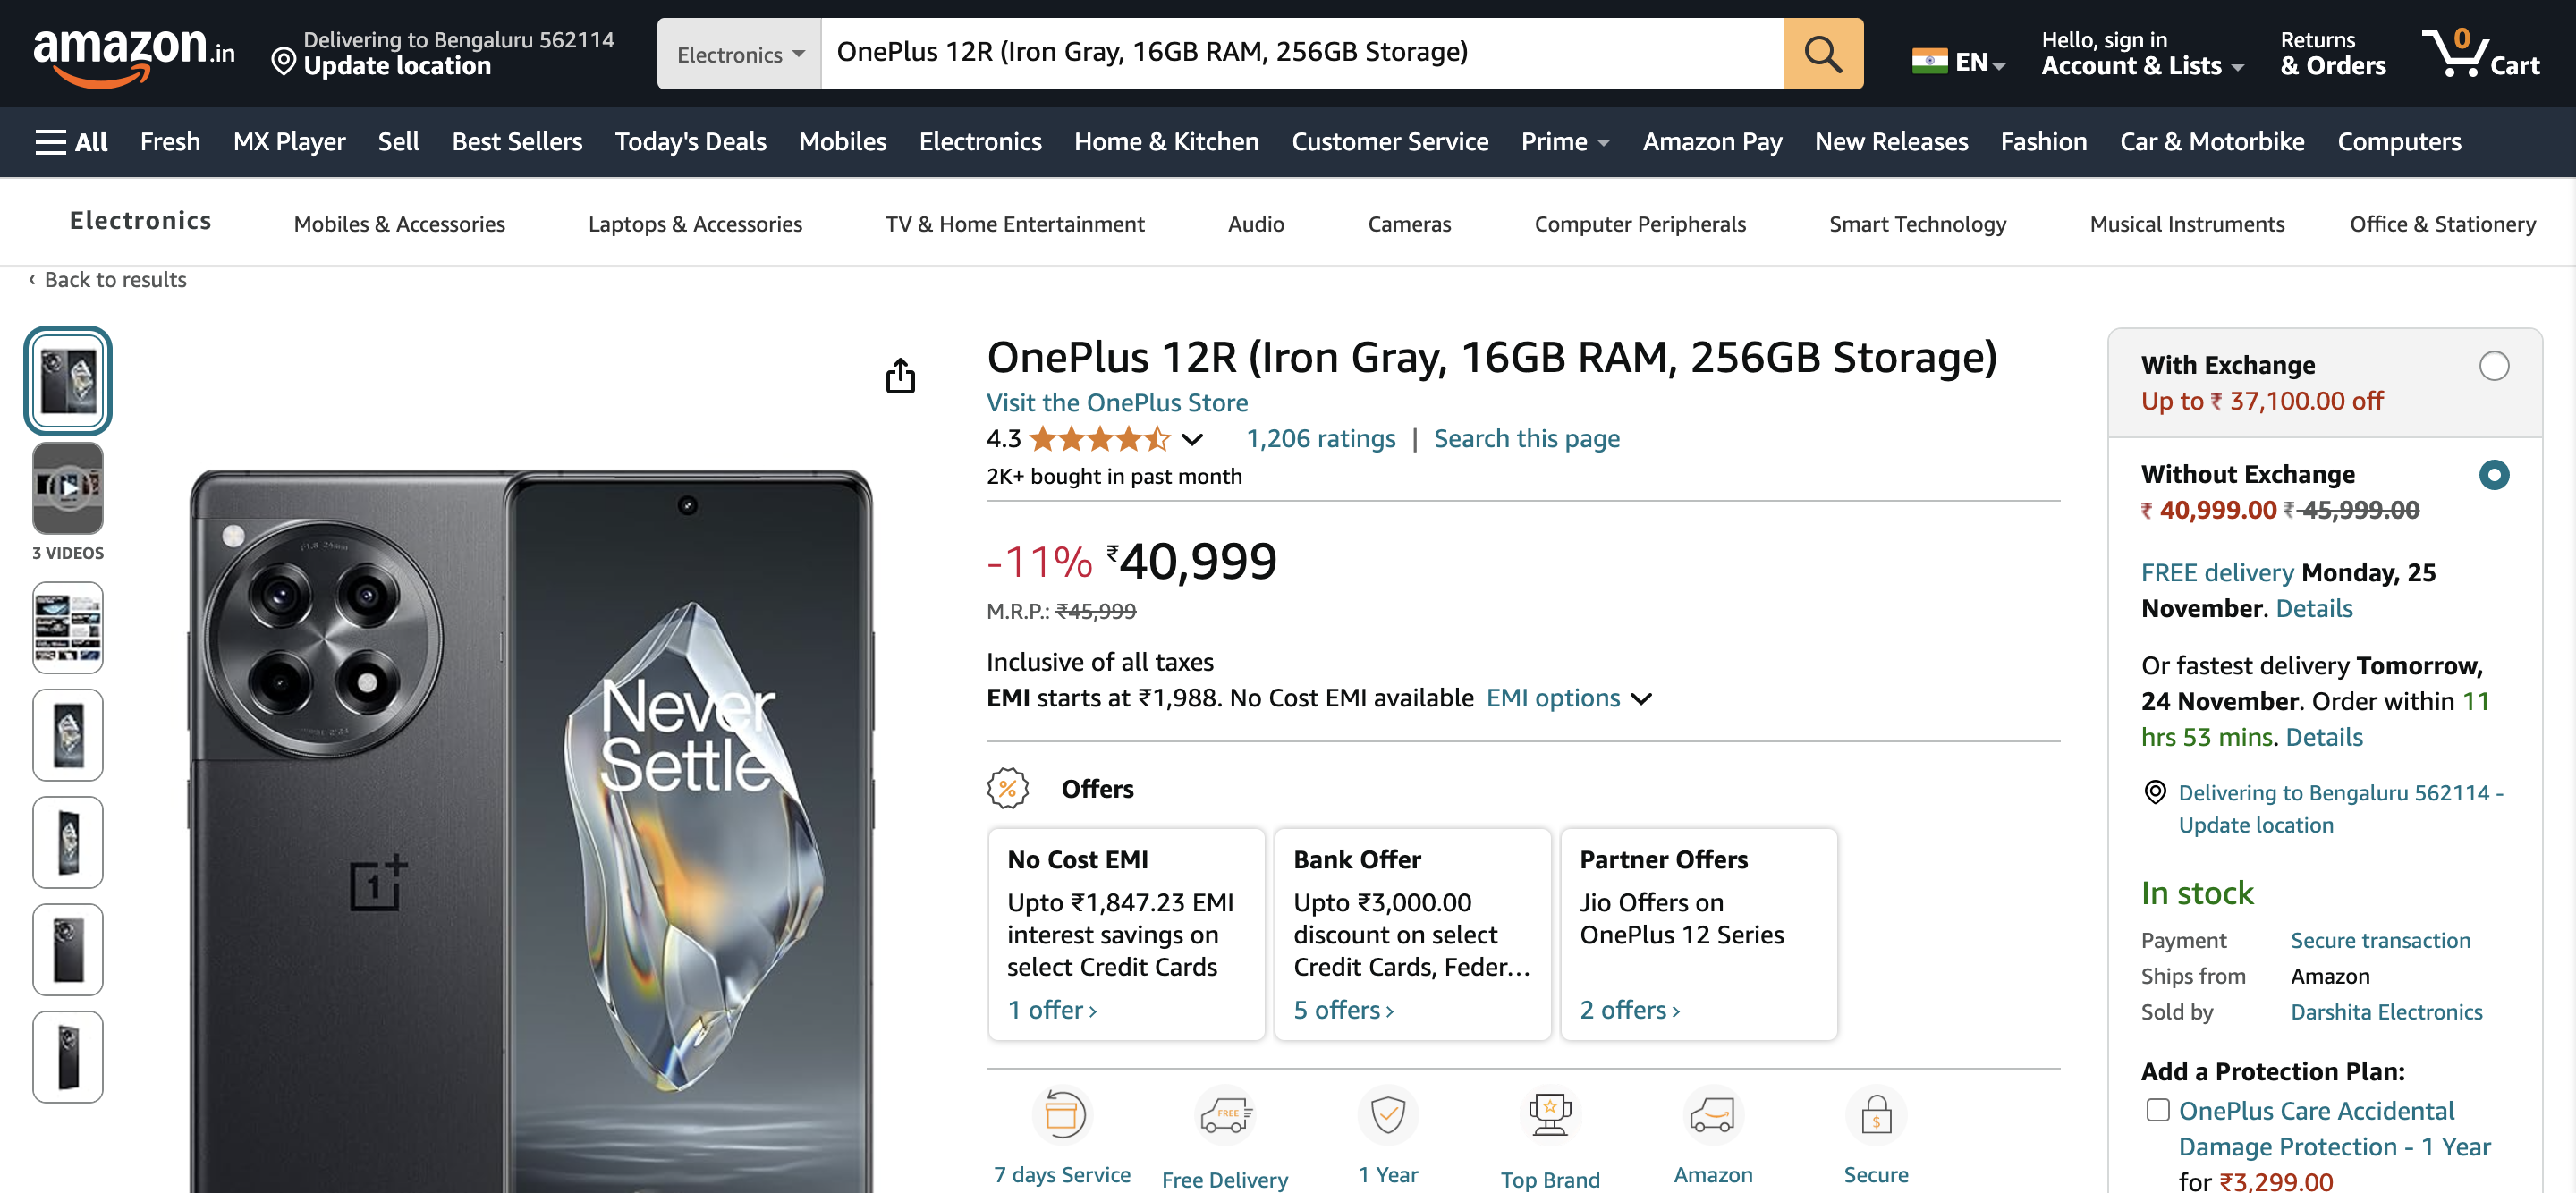 amazon.in
Delivering to Bengaluru 562114
Update location
Electronics
OnePlus 12R (Iron Gray, 16GB RAM, 256GB Storage)
EN
Hello, sign in
Account & Lists
Returns
& Orders
0
Cart
All Fresh MX Player Sell Best Sellers Today's Deals Mobiles Electronics Home & Kitchen Customer Service Prime Amazon Pay New Releases Fashion Car & Motorbike Computers
Electronics Mobiles & Accessories Laptops & Accessories TV & Home Entertainment Audio Cameras Computer Peripherals Smart Technology Musical Instruments Office & Stationery
‹ Back to results
3 VIDEOS
Never
Settle
1+
OnePlus 12R (Iron Gray, 16GB RAM, 256GB Storage)
Visit the OnePlus Store
4.3 1,206 ratings | Search this page
2K+ bought in past month
-11% ₹40,999
M.R.P.: ₹45,999
Inclusive of all taxes
EMI starts at ₹1,988. No Cost EMI available EMI options
% Offers
No Cost EMI
Upto ₹1,847.23 EMI
interest savings on
select Credit Cards
1 offer ›
Bank Offer
Upto ₹3,000.00
discount on select
Credit Cards, Feder...
5 offers ›
Partner Offers
Jio Offers on
OnePlus 12 Series
2 offers ›
FREE
$
7 days Service
Free Delivery
1 Year
Top Brand
Amazon
Secure
With Exchange
Up to ₹ 37,100.00 off
Without Exchange
₹ 40,999.00 ₹ 45,999.00
FREE delivery Monday, 25
November. Details
Or fastest delivery Tomorrow,
24 November. Order within 11
hrs 53 mins. Details
Delivering to Bengaluru 562114 -
Update location
In stock
Payment Secure transaction
Ships from Amazon
Sold by Darshita Electronics
Add a Protection Plan:
OnePlus Care Accidental
Damage Protection - 1 Year
for ₹3,299.00